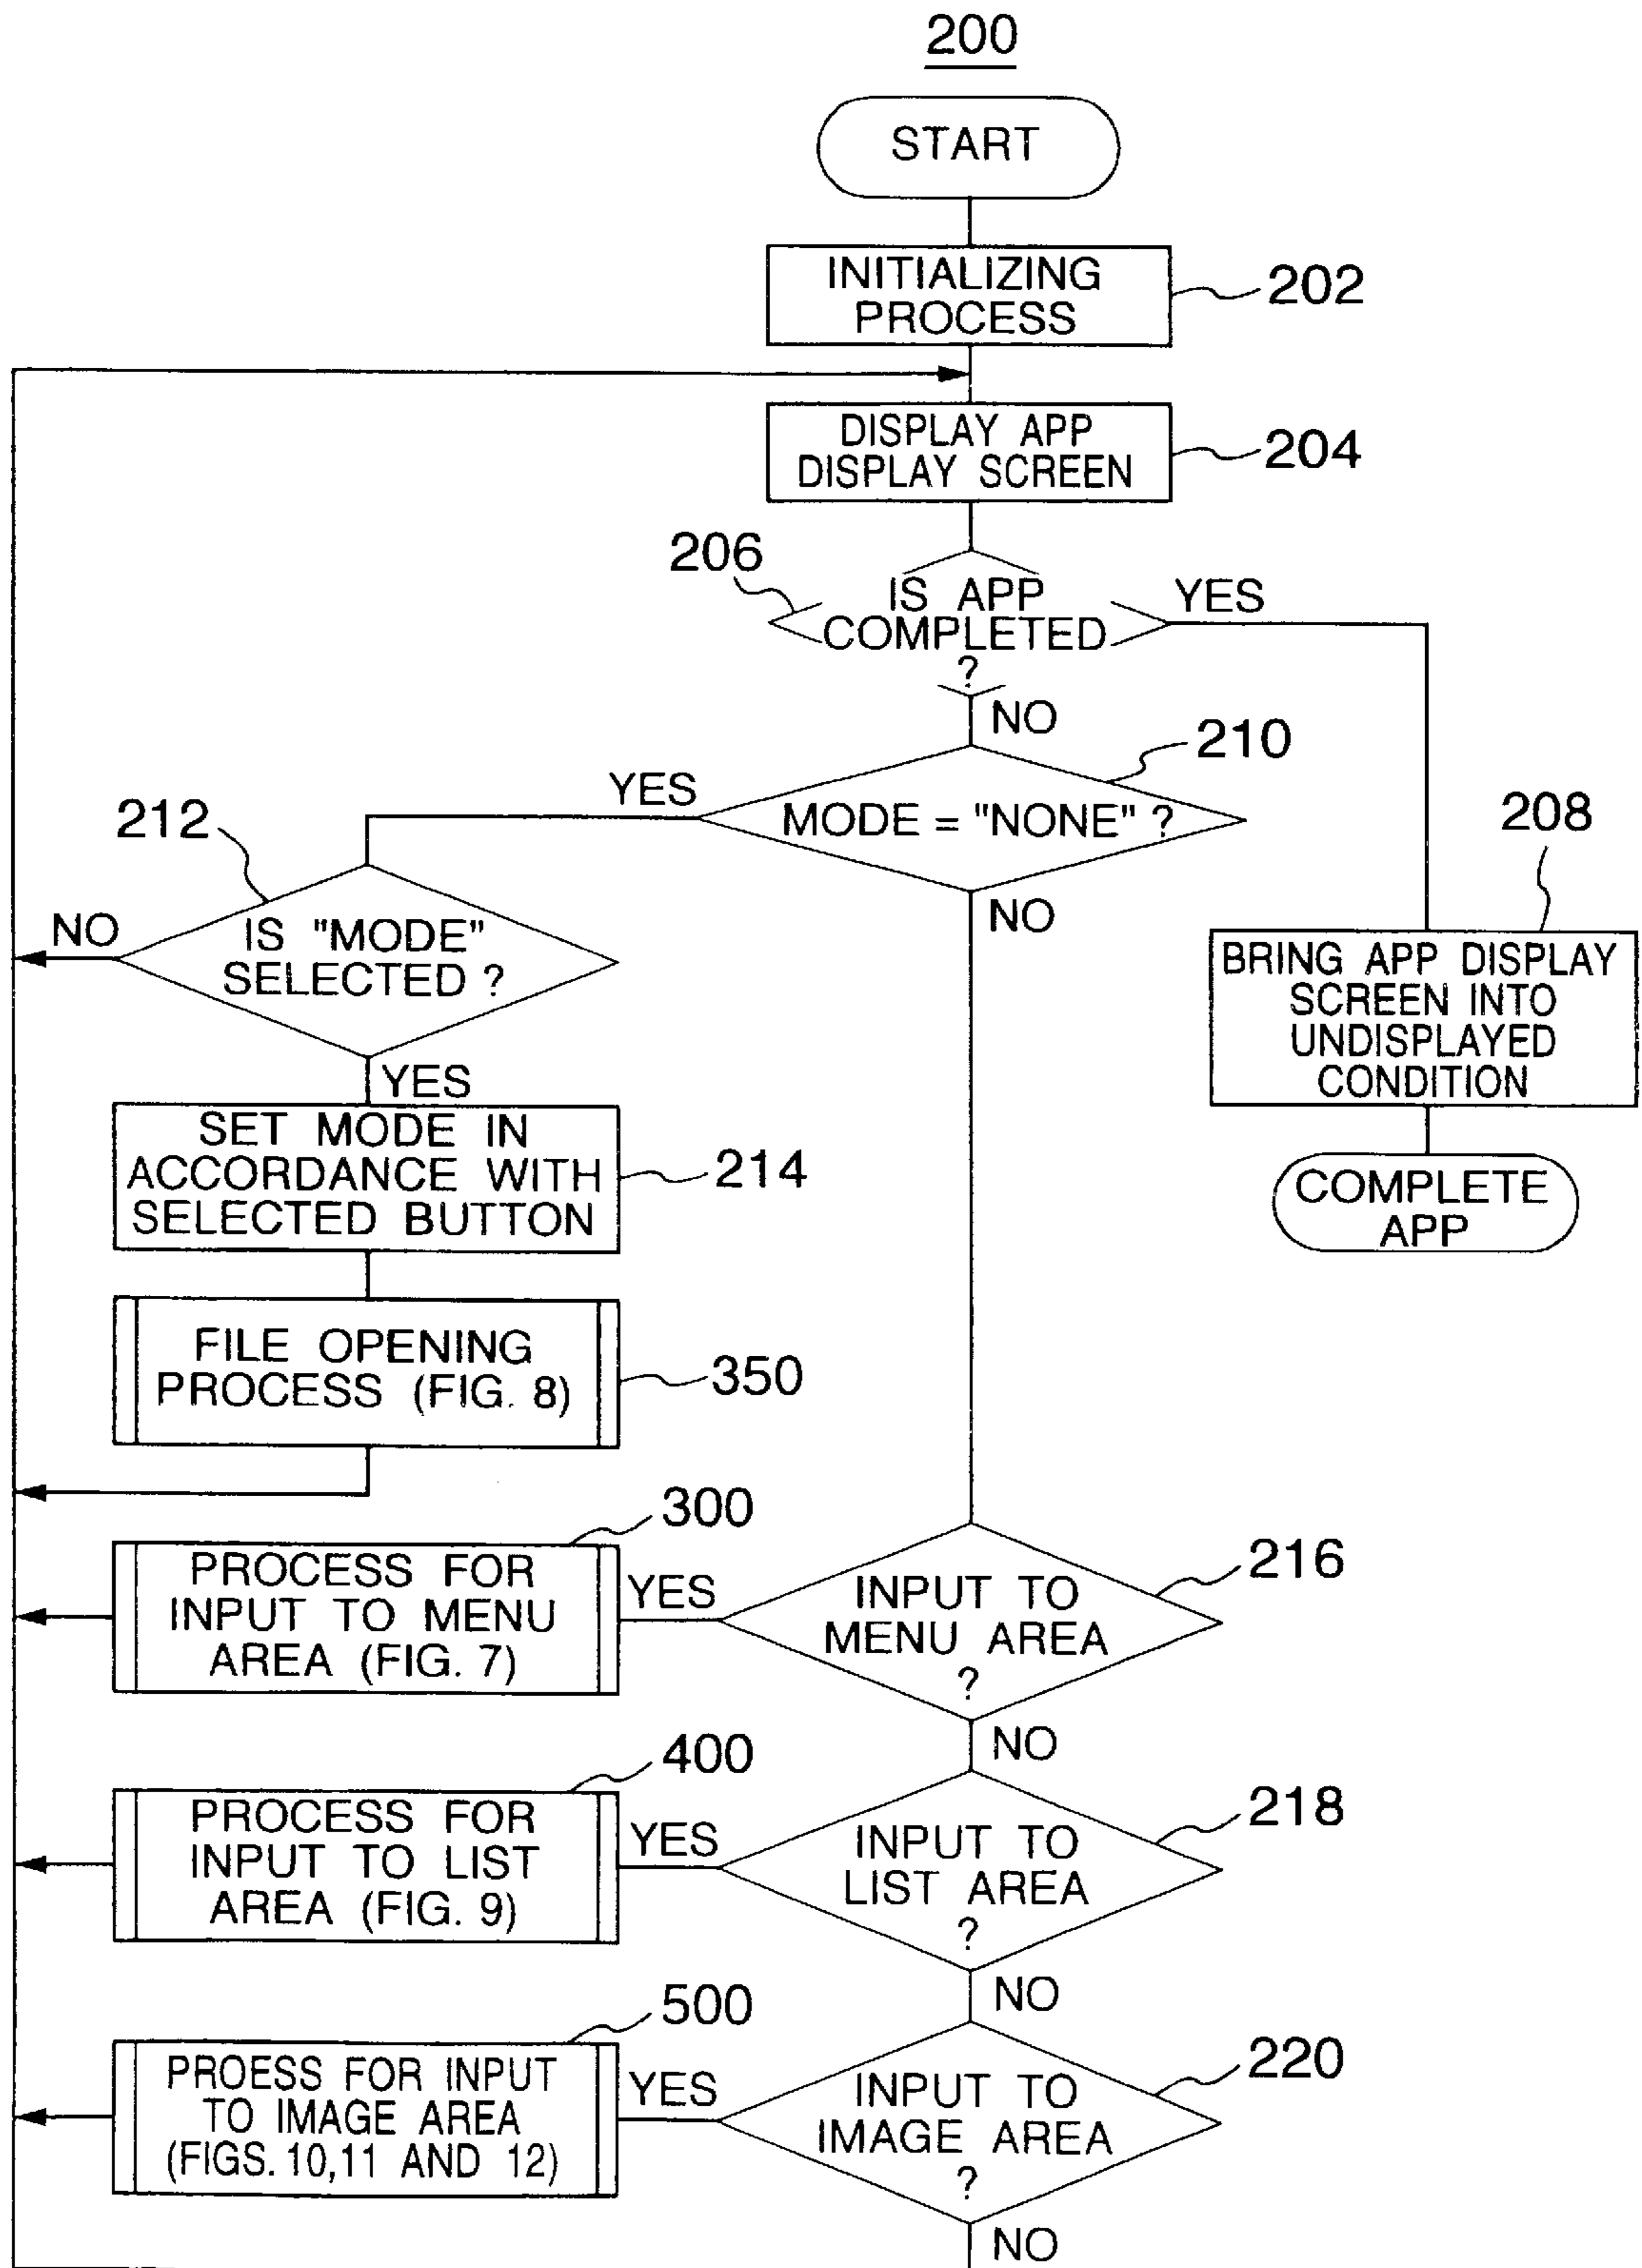 200
START
INITIALIZING
PROCESS
202
DISPLAY APP
DISPLAY SCREEN
204
206
IS APP
COMPLETED
?
YES
NO
210
YES
MODE = "NONE" ?
212
208
NO
NO
IS "MODE"
SELECTED ?
BRING APP DISPLAY
SCREEN INTO
UNDISPLAYED
CONDITION
YES
SET MODE IN
ACCORDANCE WITH
SELECTED BUTTON
214
COMPLETE
APP
FILE OPENING
PROCESS (FIG. 8)
350
300
PROCESS FOR
INPUT TO MENU
AREA (FIG. 7)
YES
INPUT TO
MENU AREA
?
216
NO
400
PROCESS FOR
INPUT TO LIST
AREA (FIG. 9)
YES
INPUT TO
LIST AREA
?
218
NO
500
PROESS FOR INPUT
TO IMAGE AREA
(FIGS. 10,11 AND 12)
YES
INPUT TO
IMAGE AREA
?
220
NO